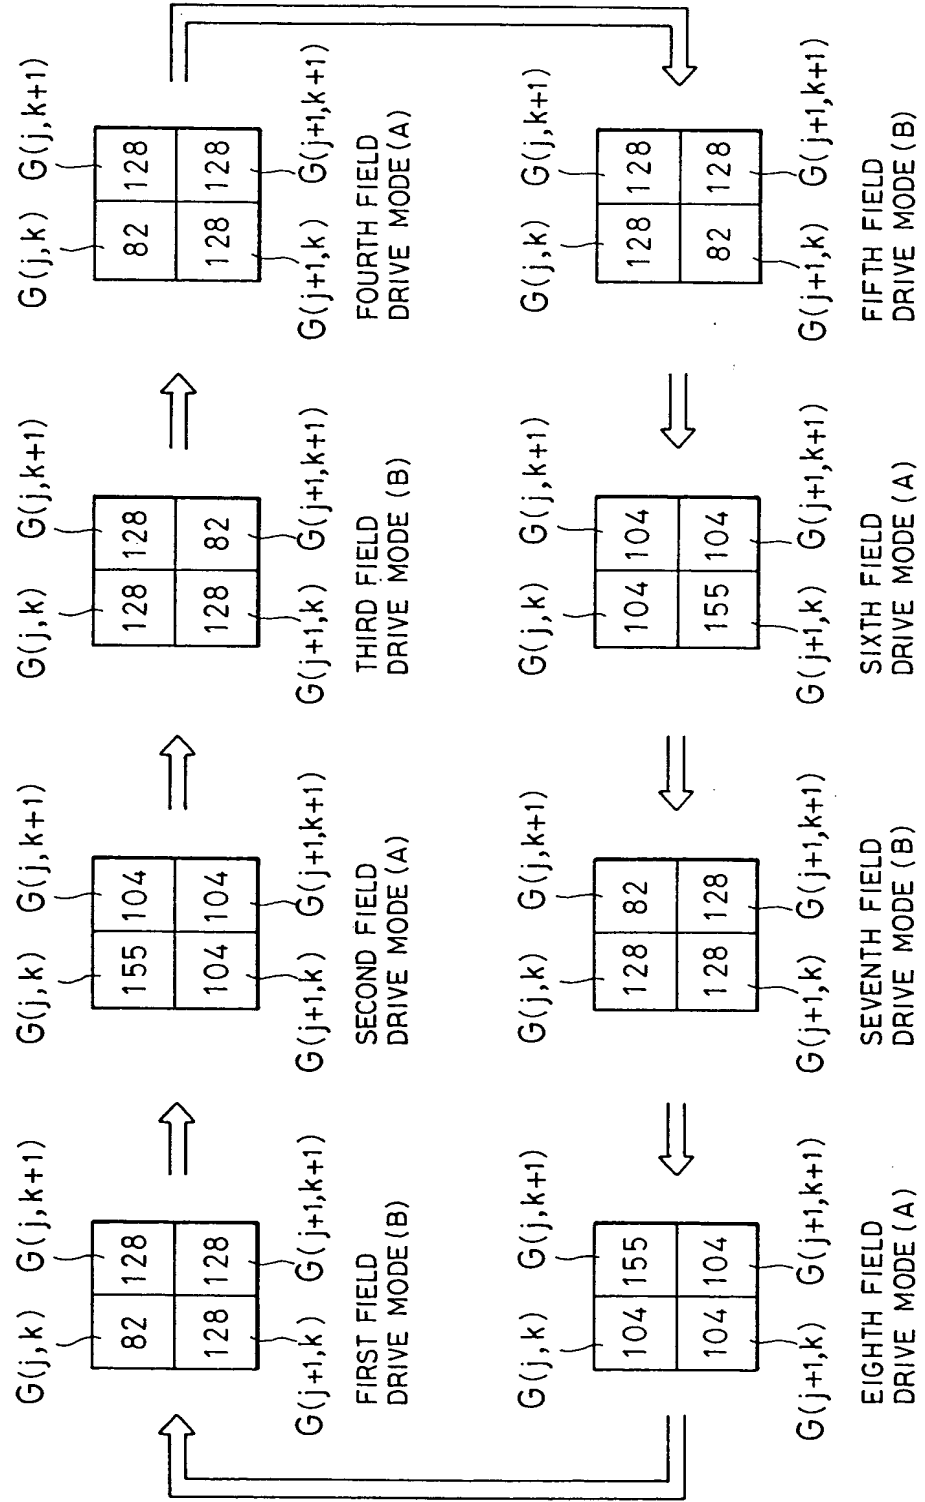 G(j,k) G(j,k+1)
82 128
128 128
G(j+1,k) G(j+1,k+1)
FIRST FIELD
DRIVE MODE(B)
G(j,k) G(j,k+1)
155 104
104 104
G(j+1,k) G(j+1,k+1)
SECOND FIELD
DRIVE MODE(A)
G(j,k) G(j,k+1)
128 128
128 82
G(j+1,k) G(j+1,k+1)
THIRD FIELD
DRIVE MODE(B)
G(j,k) G(j,k+1)
82 128
128 128
G(j+1,k) G(j+1,k+1)
FOURTH FIELD
DRIVE MODE(A)
G(j,k) G(j,k+1)
104 155
104 104
G(j+1,k) G(j+1,k+1)
EIGHTH FIELD
DRIVE MODE(A)
G(j,k) G(j,k+1)
128 82
128 128
G(j+1,k) G(j+1,k+1)
SEVENTH FIELD
DRIVE MODE(B)
G(j,k) G(j,k+1)
104 104
155 104
G(j+1,k) G(j+1,k+1)
SIXTH FIELD
DRIVE MODE(A)
G(j,k) G(j,k+1)
128 128
82 128
G(j+1,k) G(j+1,k+1)
FIFTH FIELD
DRIVE MODE(B)